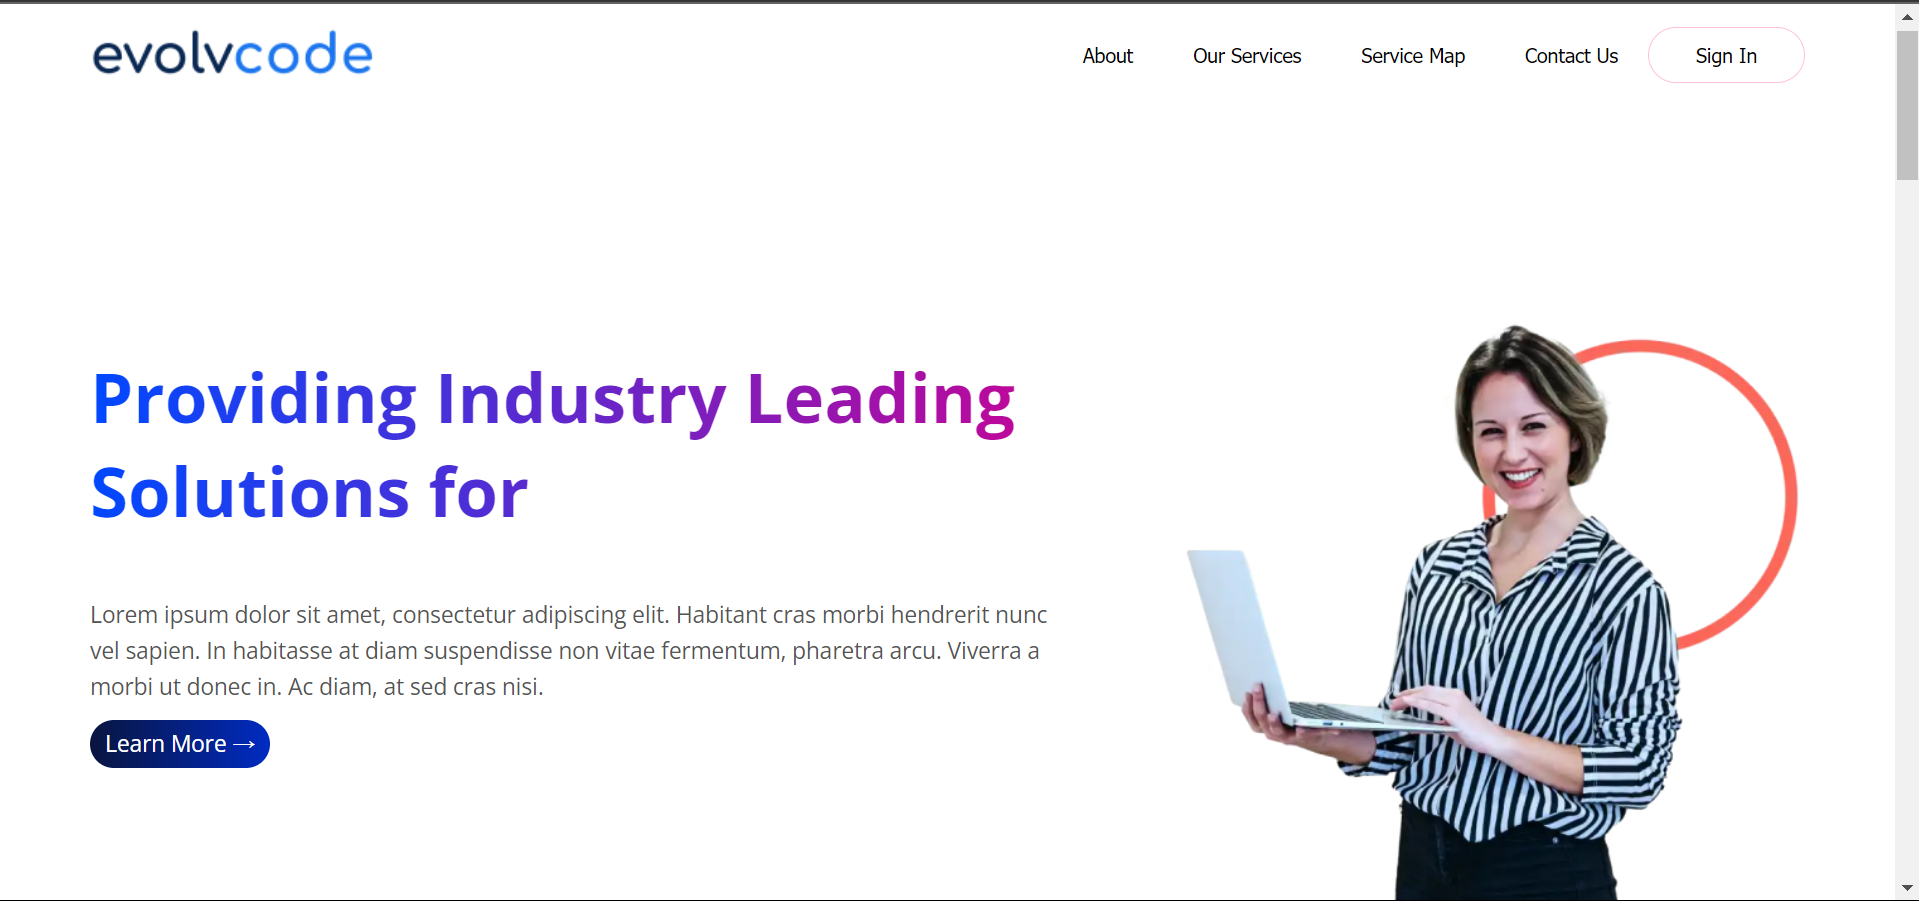 evolvcode
About
Our Services
Service Map
Contact Us
Sign In
Providing Industry Leading
Solutions for
Lorem ipsum dolor sit amet, consectetur adipiscing elit. Habitant cras morbi hendrerit nunc
vel sapien. In habitasse at diam suspendisse non vitae fermentum, pharetra arcu. Viverra a
morbi ut donec in. Ac diam, at sed cras nisi.
Learn More →